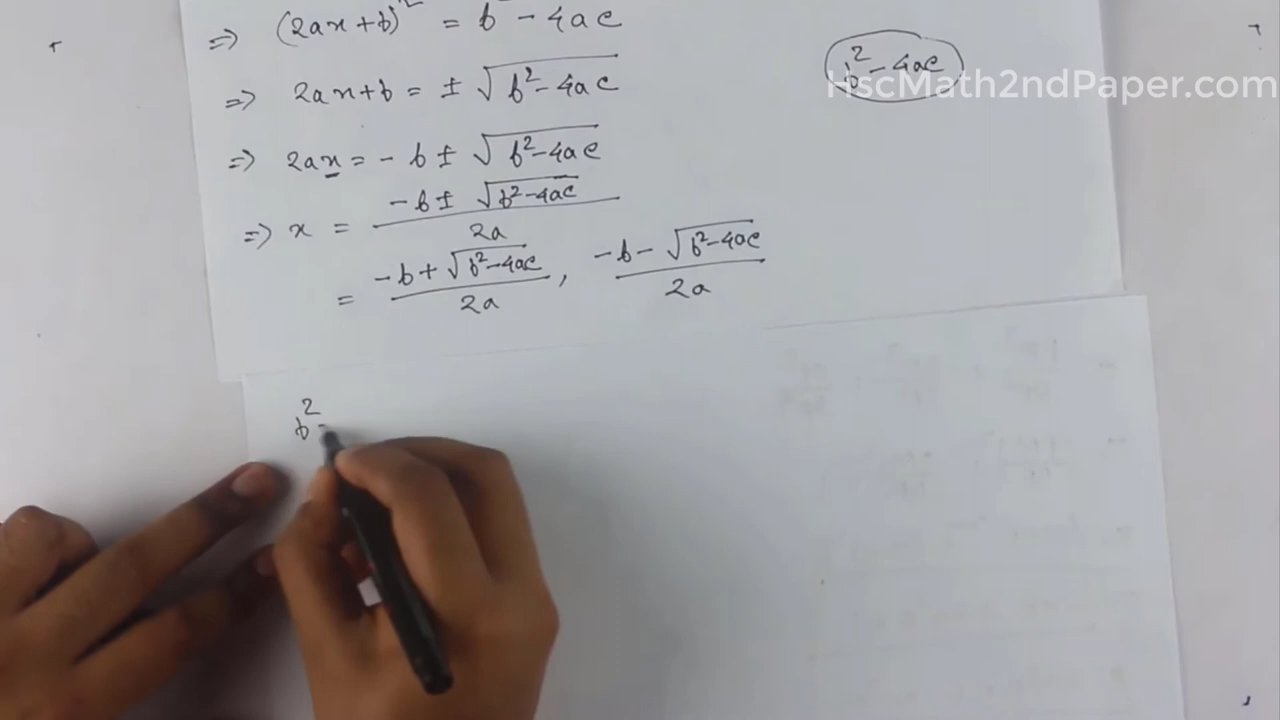 ⇒ (2ax+b)² = b² - 4ac
⇒ 2ax+b = ± √(b²-4ac)
⇒ 2ax = - b ± √(b²-4ac)
⇒ x = (-b ± √(b²-4ac))/2a
= (-b + √(b²-4ac))/2a, (-b - √(b²-4ac))/2a
b² - 4ac
HscMath2ndPaper.com
b² -